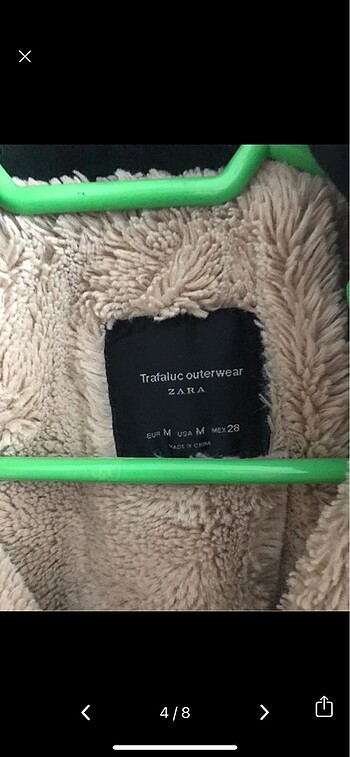 Trafaluc outerwear
ZARA
EUR M USA M MEX 28
MADE IN CHINA
4/8